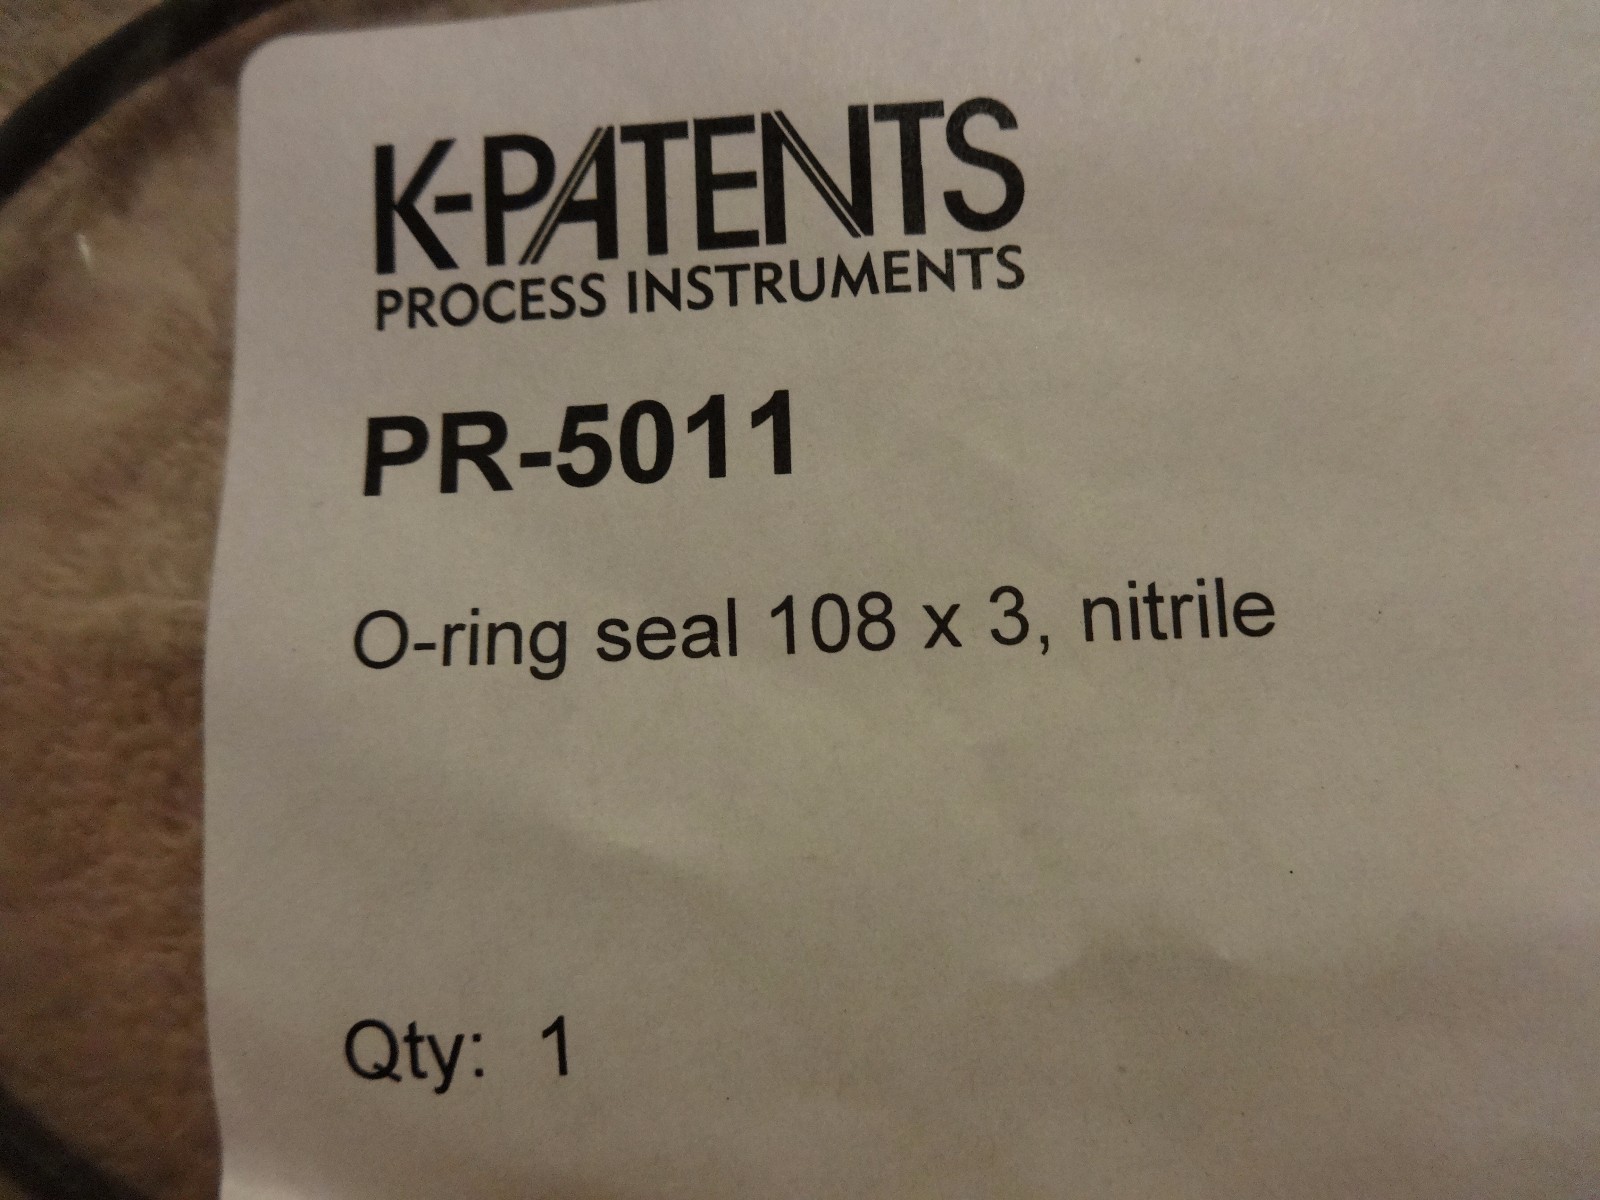 K-PATENTS
PROCESS INSTRUMENTS
PR-5011
O-ring seal 108 x 3, nitrile
Qty: 1